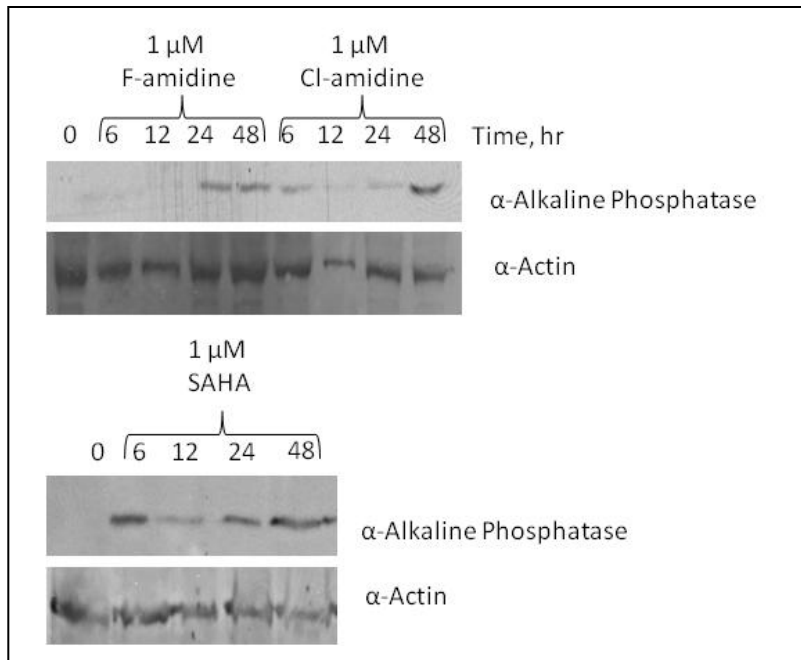 1 µM
F-amidine
1 µM
Cl-amidine
0 6 12 24 48 6 12 24 48 Time, hr
α-Alkaline Phosphatase
α-Actin
1 µM
SAHA
0 6 12 24 48
α-Alkaline Phosphatase
α-Actin